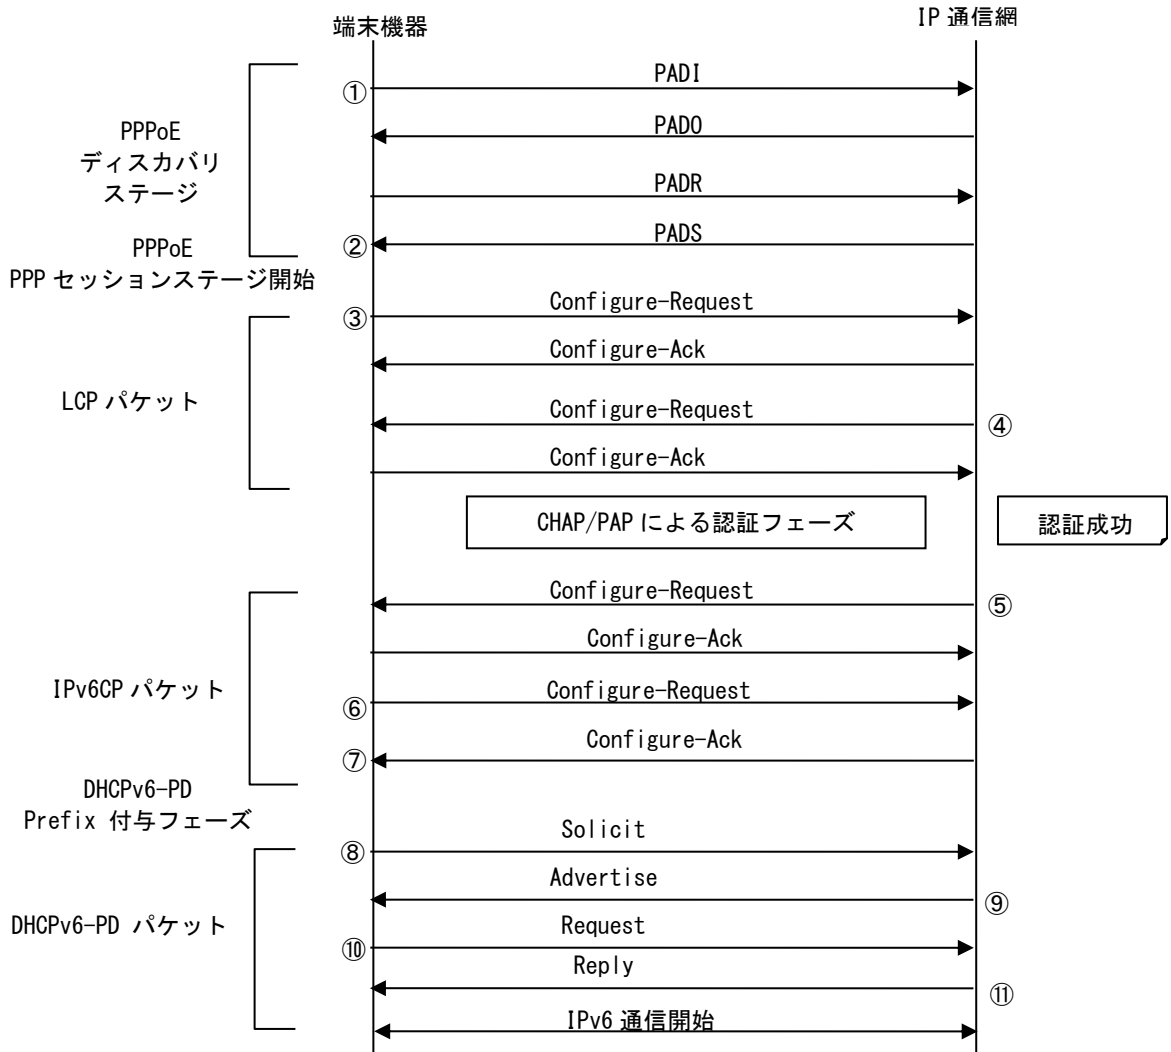 端末機器
IP 通信網
① PADI
PADO
PPPoE
ディスカバリ
ステージ
PADR
② PADS
PPPoE
PPP セッションステージ開始
③ Configure-Request
Configure-Ack
LCP パケット
Configure-Request ④
Configure-Ack
CHAP/PAP による認証フェーズ
認証成功
Configure-Request ⑤
Configure-Ack
IPv6CP パケット
⑥ Configure-Request
⑦ Configure-Ack
DHCPv6-PD
Prefix 付与フェーズ
⑧ Solicit
Advertise ⑨
DHCPv6-PD パケット
⑩ Request
Reply ⑪
IPv6 通信開始